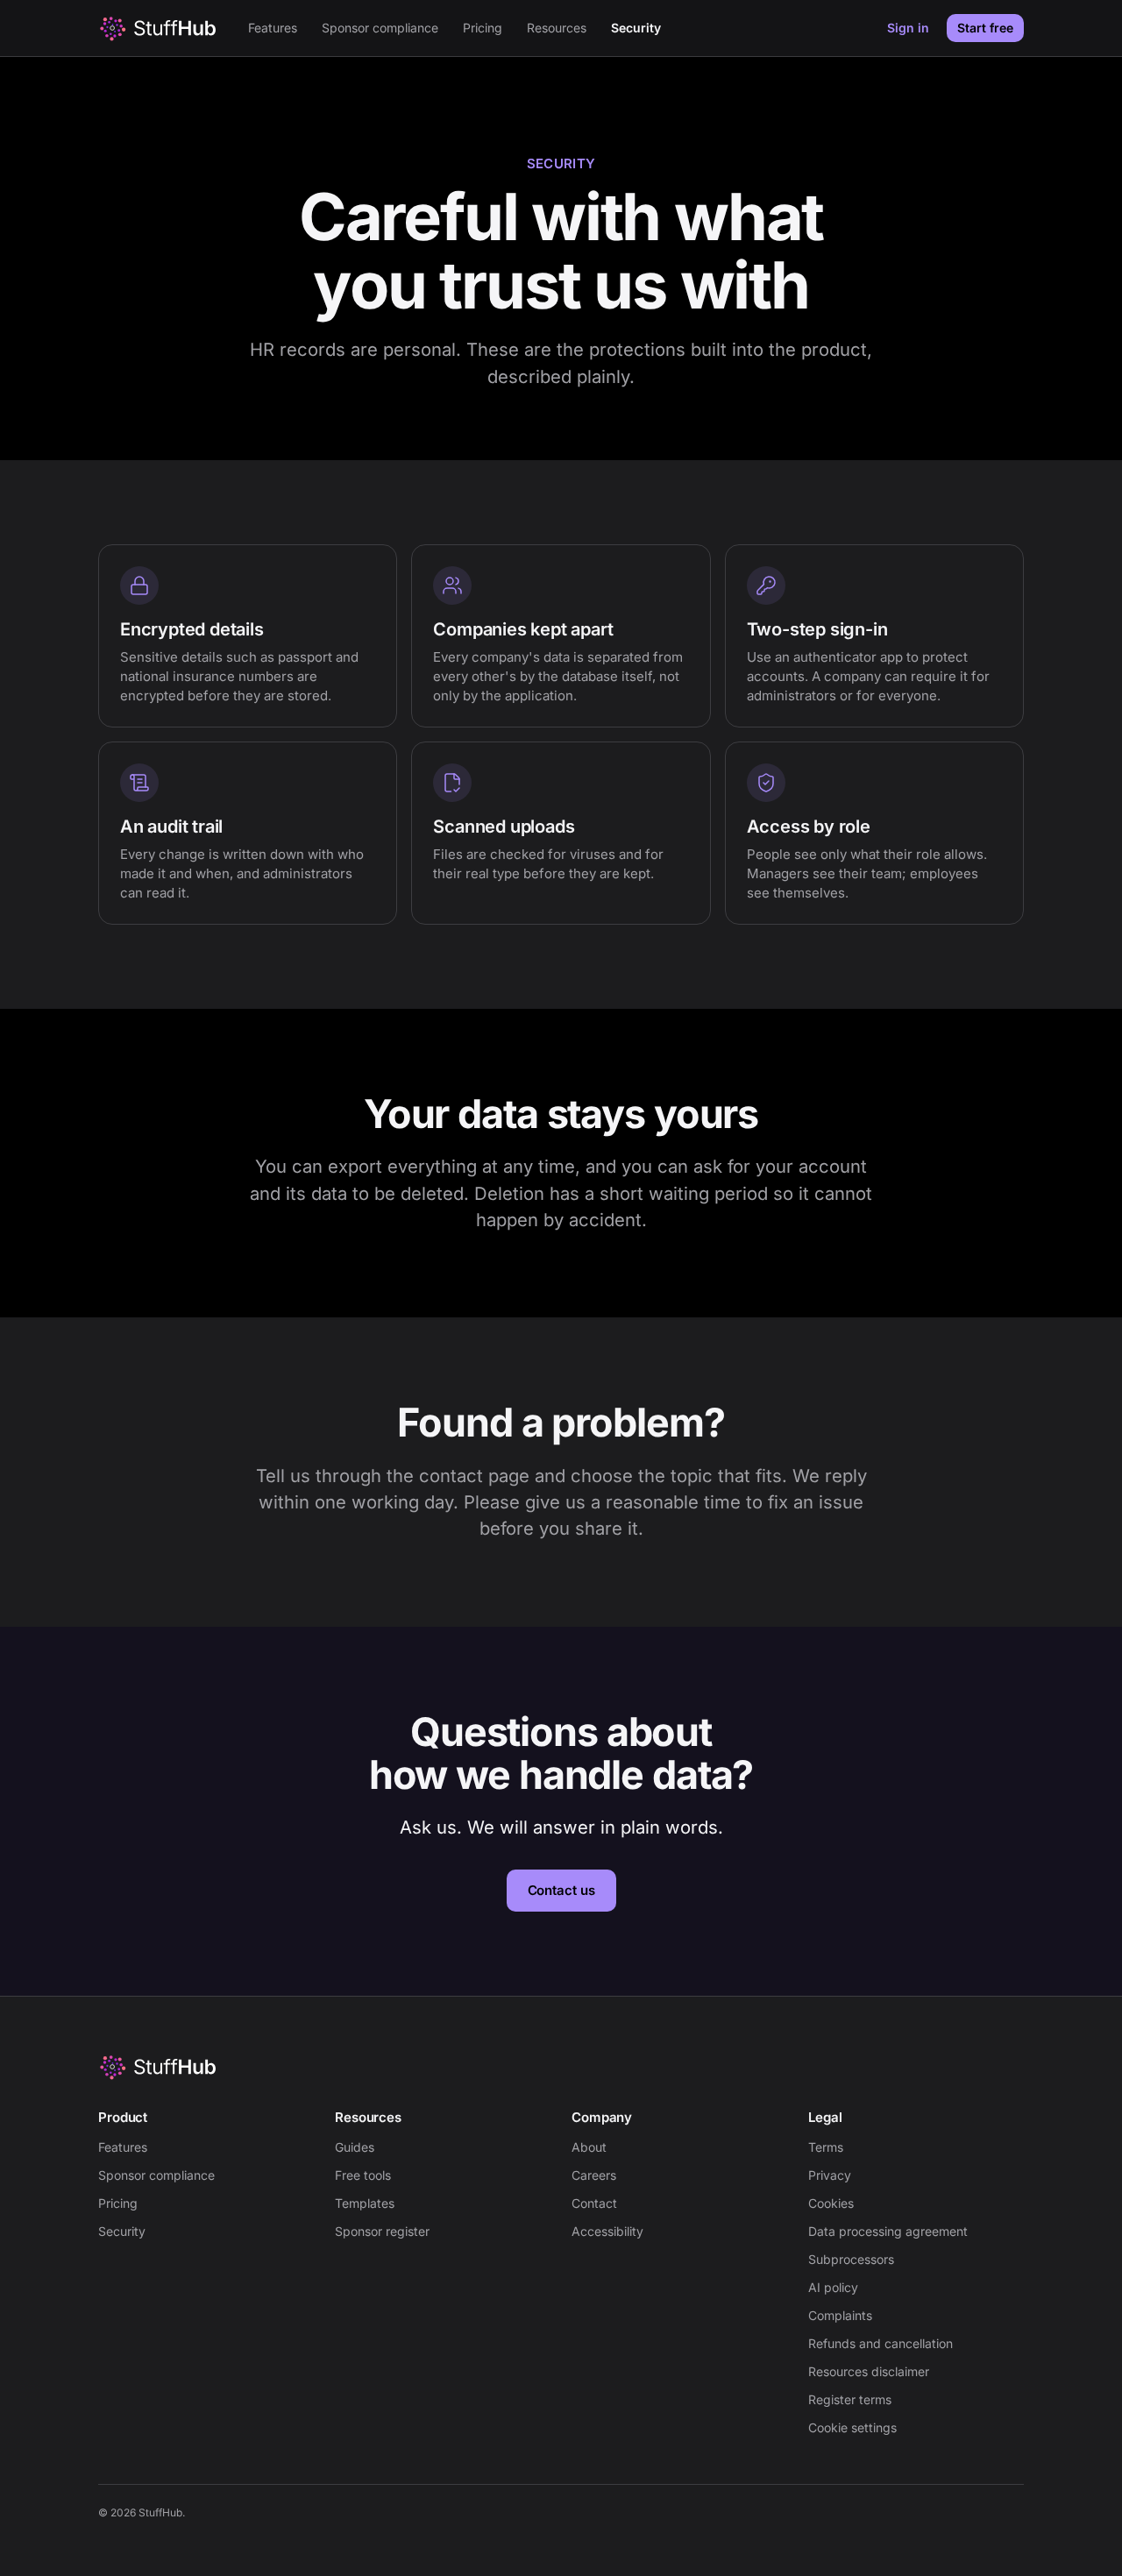 StuffHub
Features
Sponsor compliance
Pricing
Resources
Security
Sign in
Start free
SECURITY
Careful with what
you trust us with
HR records are personal. These are the protections built into the product,
described plainly.
Encrypted details
Sensitive details such as passport and
national insurance numbers are
encrypted before they are stored.
Companies kept apart
Every company's data is separated from
every other's by the database itself, not
only by the application.
Two-step sign-in
Use an authenticator app to protect
accounts. A company can require it for
administrators or for everyone.
An audit trail
Every change is written down with who
made it and when, and administrators
can read it.
Scanned uploads
Files are checked for viruses and for
their real type before they are kept.
Access by role
People see only what their role allows.
Managers see their team; employees
see themselves.
Your data stays yours
You can export everything at any time, and you can ask for your account
and its data to be deleted. Deletion has a short waiting period so it cannot
happen by accident.
Found a problem?
Tell us through the contact page and choose the topic that fits. We reply
within one working day. Please give us a reasonable time to fix an issue
before you share it.
Questions about
how we handle data?
Ask us. We will answer in plain words.
Contact us
StuffHub
Product
Features
Sponsor compliance
Pricing
Security
Resources
Guides
Free tools
Templates
Sponsor register
Company
About
Careers
Contact
Accessibility
Legal
Terms
Privacy
Cookies
Data processing agreement
Subprocessors
AI policy
Complaints
Refunds and cancellation
Resources disclaimer
Register terms
Cookie settings
© 2026 StuffHub.